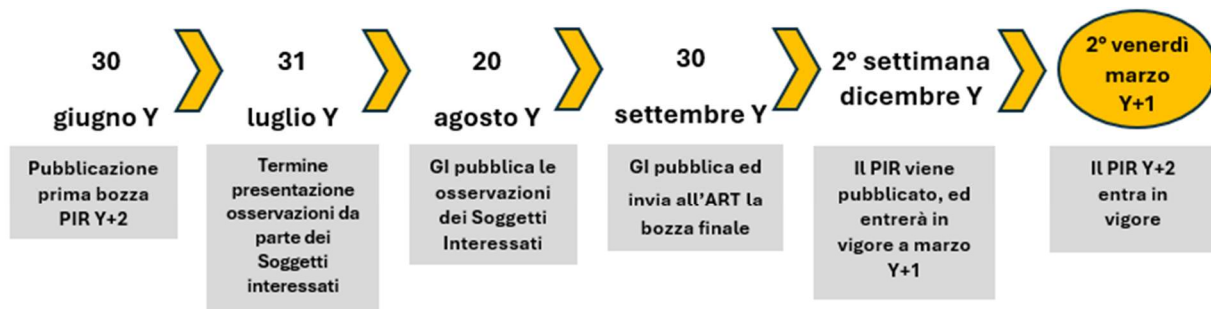 30
giugno Y
31
luglio Y
20
agosto Y
30
settembre Y
2° settimana
dicembre Y
2° venerdì
marzo
Y+1
Pubblicazione
prima bozza
PIR Y+2
Termine
presentazione
osservazioni da
parte dei
Soggetti
interessati
GI pubblica le
osservazioni
dei Soggetti
Interessati
GI pubblica ed
invia all'ART la
bozza finale
Il PIR viene
pubblicato, ed
entrerà in
vigore a marzo
Y+1
Il PIR Y+2
entra in
vigore